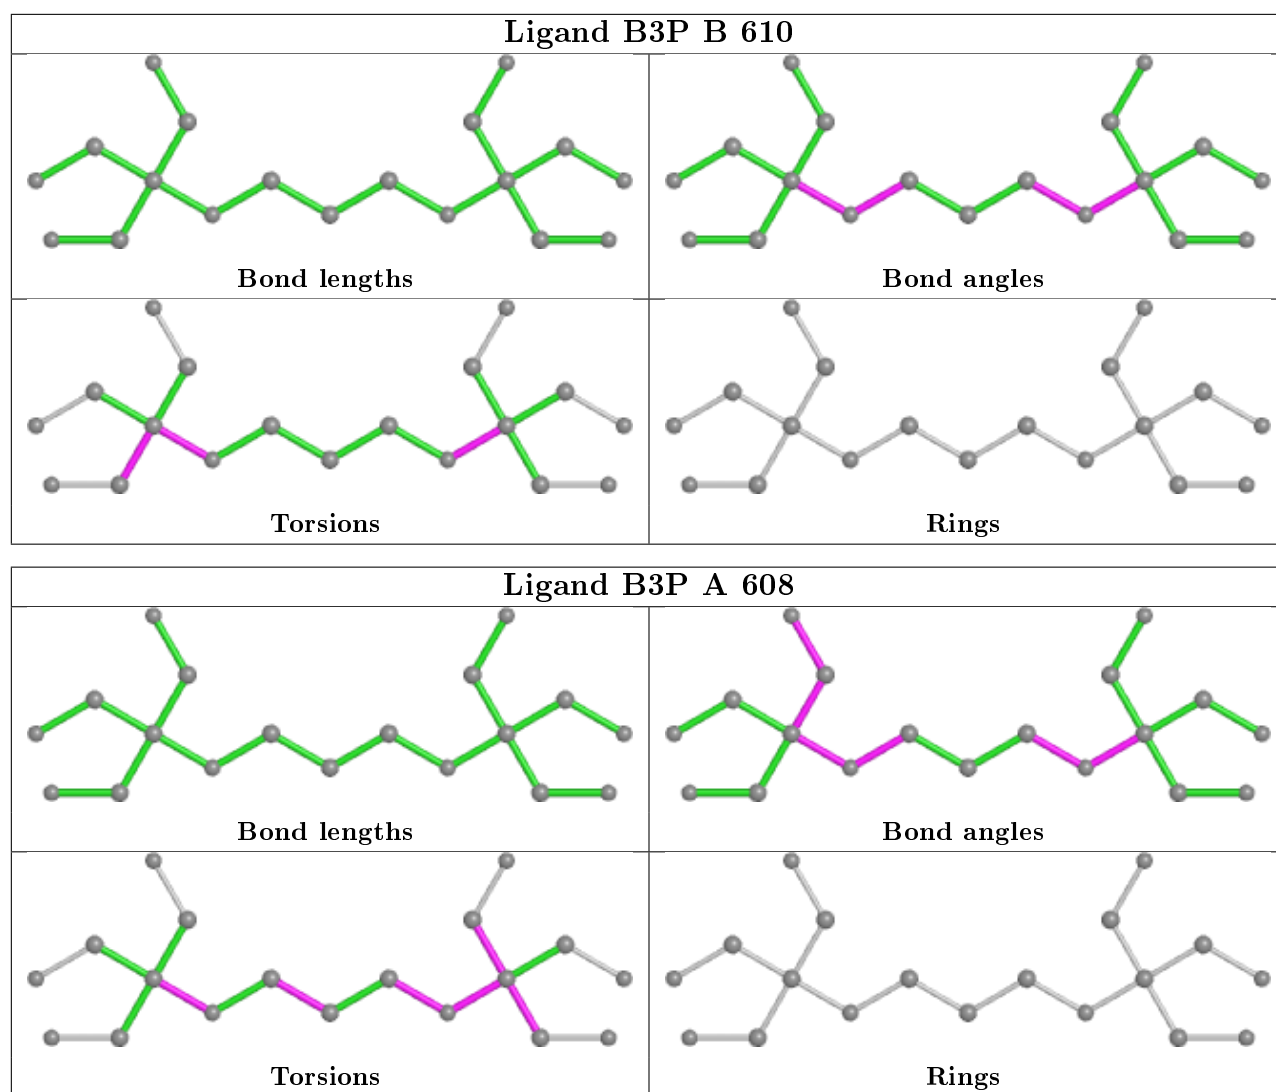 Ligand B3P B 610
Bond lengths
Bond angles
Torsions
Rings
Ligand B3P A 608
Bond lengths
Bond angles
Torsions
Rings